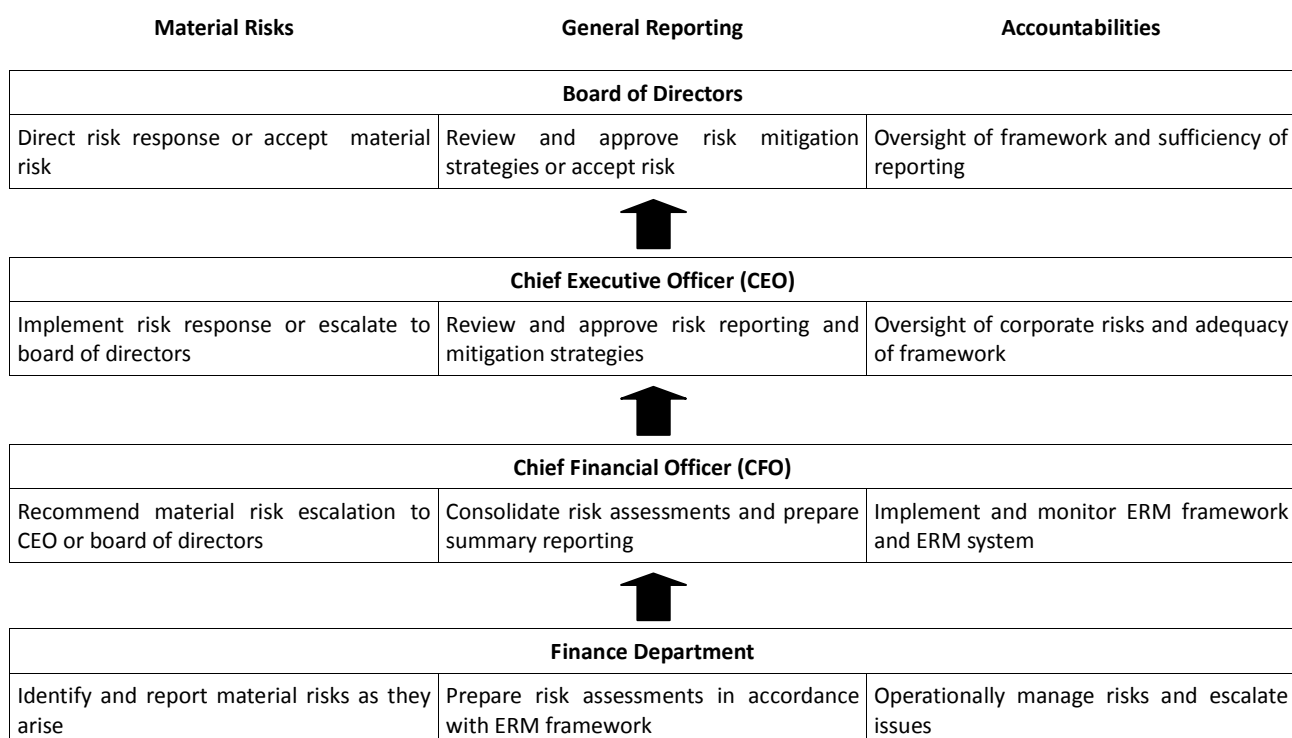 Material Risks General Reporting Accountabilities
Board of Directors
Direct risk response or accept material
risk
Review and approve risk mitigation
strategies or accept risk
Oversight of framework and sufficiency of
reporting
Chief Executive Officer (CEO)
Implement risk response or escalate to
board of directors
Review and approve risk reporting and
mitigation strategies
Oversight of corporate risks and adequacy
of framework
Chief Financial Officer (CFO)
Recommend material risk escalation to
CEO or board of directors
Consolidate risk assessments and prepare
summary reporting
Implement and monitor ERM framework
and ERM system
Finance Department
Identify and report material risks as they
arise
Prepare risk assessments in accordance
with ERM framework
Operationally manage risks and escalate
issues